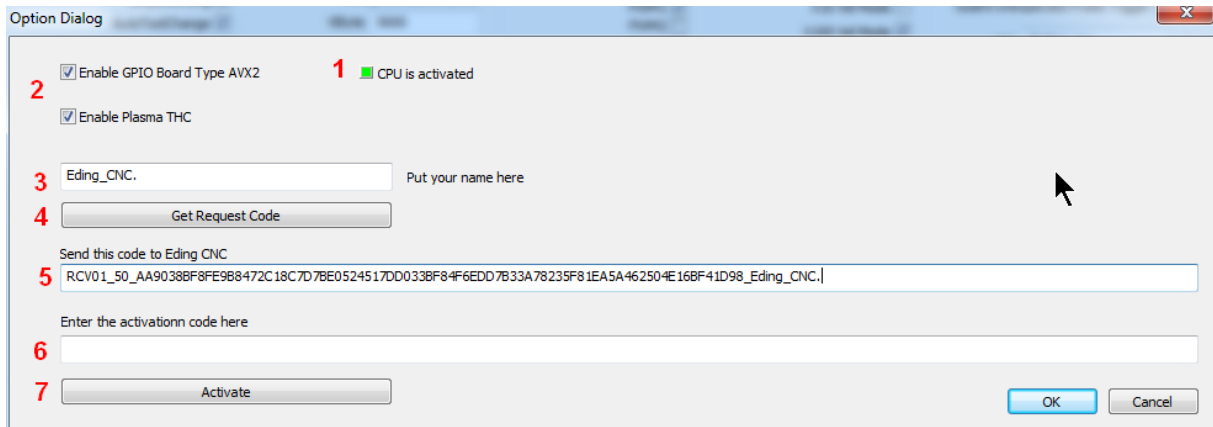 Option Dialog
1 CPU is activated
2 Enable GPIO Board Type AVX2
Enable Plasma THC
3 Eding_CNC. Put your name here
4 Get Request Code
Send this code to Eding CNC
5 RCV01_50_AA9038BF8FE9B8472C18C7D7BE0524517DD033BF84F6EDD7B33A78235F81EA5A462504E16BF41D98_Eding_CNC.
Enter the activationn code here
6
7 Activate
OK Cancel